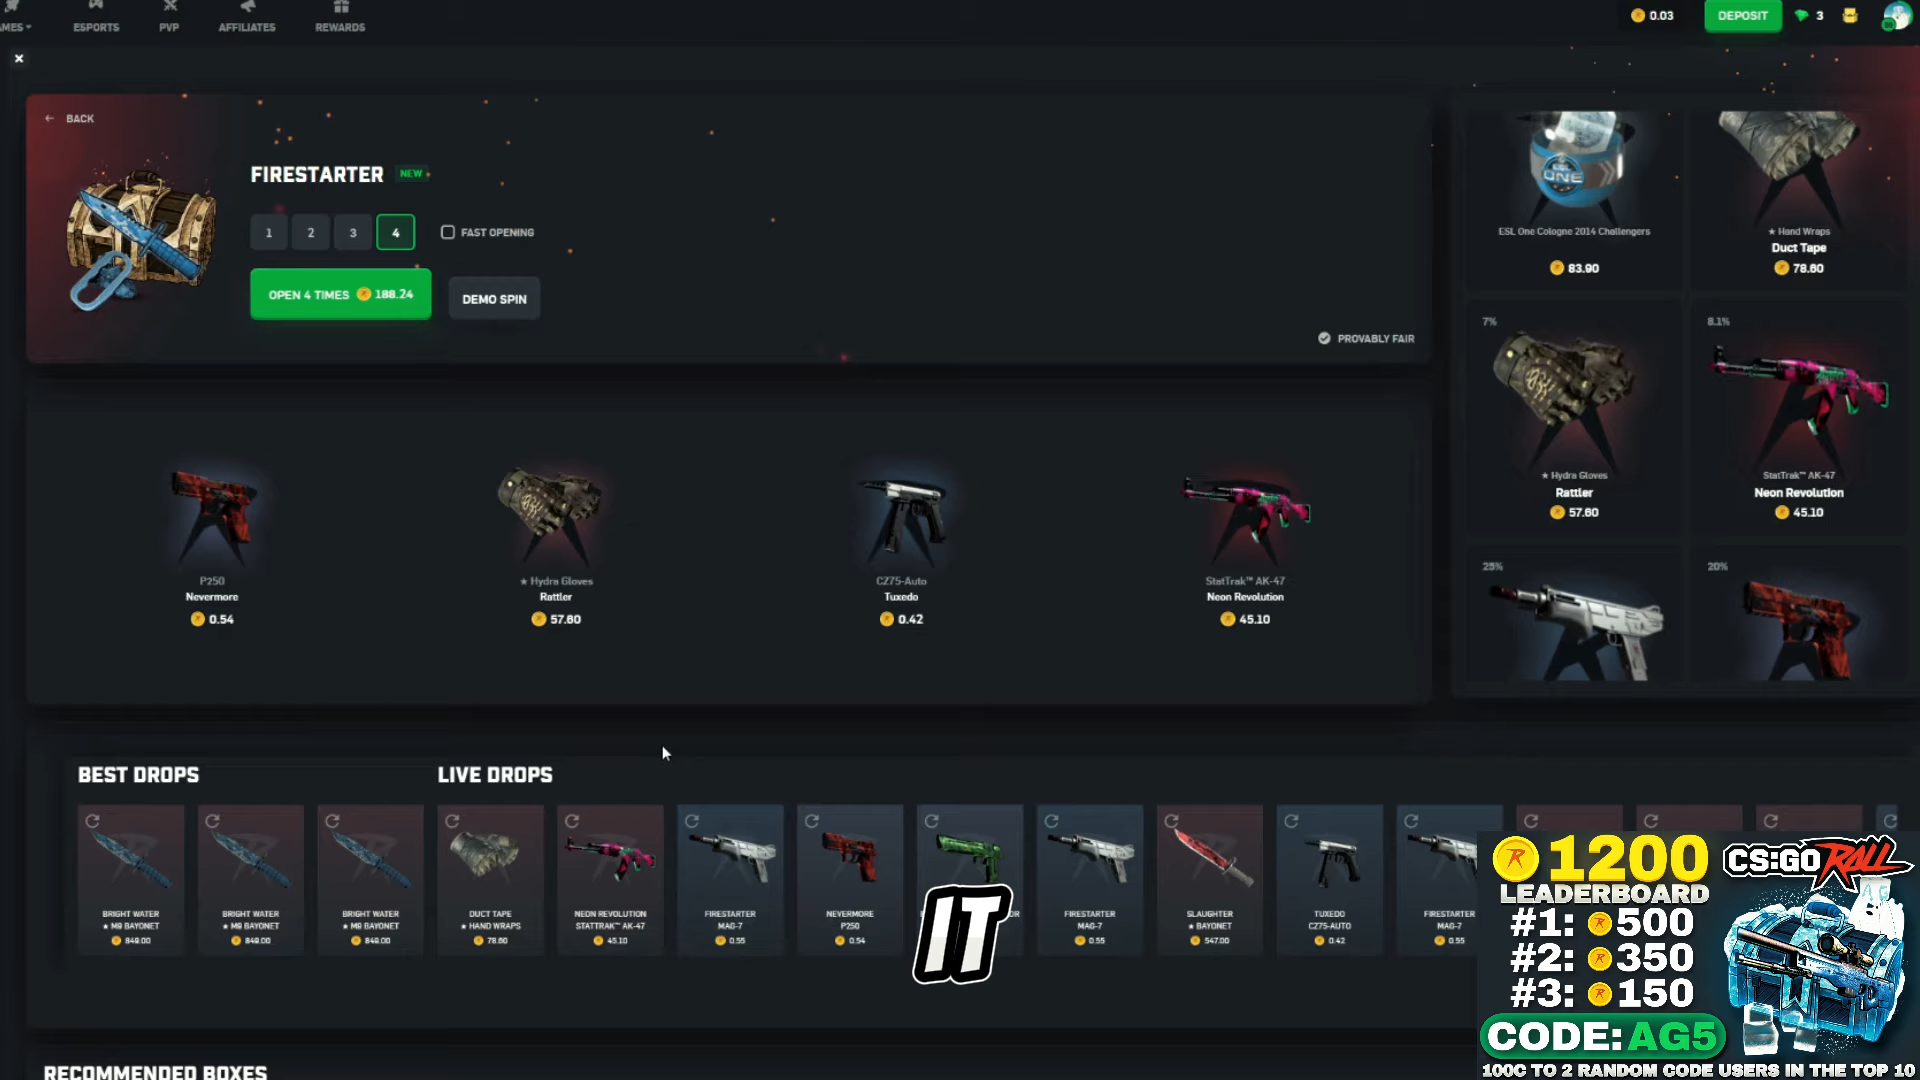 AMES ESPORTS PVP AFFILIATES REWARDS
0.03 DEPOSIT 3
BACK
FIRESTARTER NEW
1 2 3 4 FAST OPENING
OPEN 4 TIMES 188.24 DEMO SPIN
PROVABLY FAIR
P250
Nevermore
0.54
★ Hydra Gloves
Rattler
57.60
CZ75-Auto
Tuxedo
0.42
StatTrak™ AK-47
Neon Revolution
45.10
ONE
ESL One Cologne 2014 Challengers
83.90
★ Hand Wraps
Duct Tape
78.60
7%
★ Hydra Gloves
Rattler
57.60
8.1%
StatTrak™ AK-47
Neon Revolution
45.10
25%
20%
BEST DROPS LIVE DROPS
BRIGHT WATER
★ M9 BAYONET
849.00
BRIGHT WATER
★ M9 BAYONET
849.00
BRIGHT WATER
★ M9 BAYONET
849.00
DUCT TAPE
★ HAND WRAPS
78.60
NEON REVOLUTION
STATTRAK™ AK-47
45.10
FIRESTARTER
MAG-7
0.55
NEVERMORE
P250
0.54
IT
FIRESTARTER
MAG-7
0.55
SLAUGHTER
★ BAYONET
547.00
TUXEDO
CZ75-AUTO
0.42
FIRESTARTER
MAG-7
0.55
1200
LEADERBOARD
CS:GO ROLL
#1: 500
#2: 350
#3: 150
CODE:AG5
100C TO 2 RANDOM CODE USERS IN THE TOP 10
RECOMMENDED BOXES